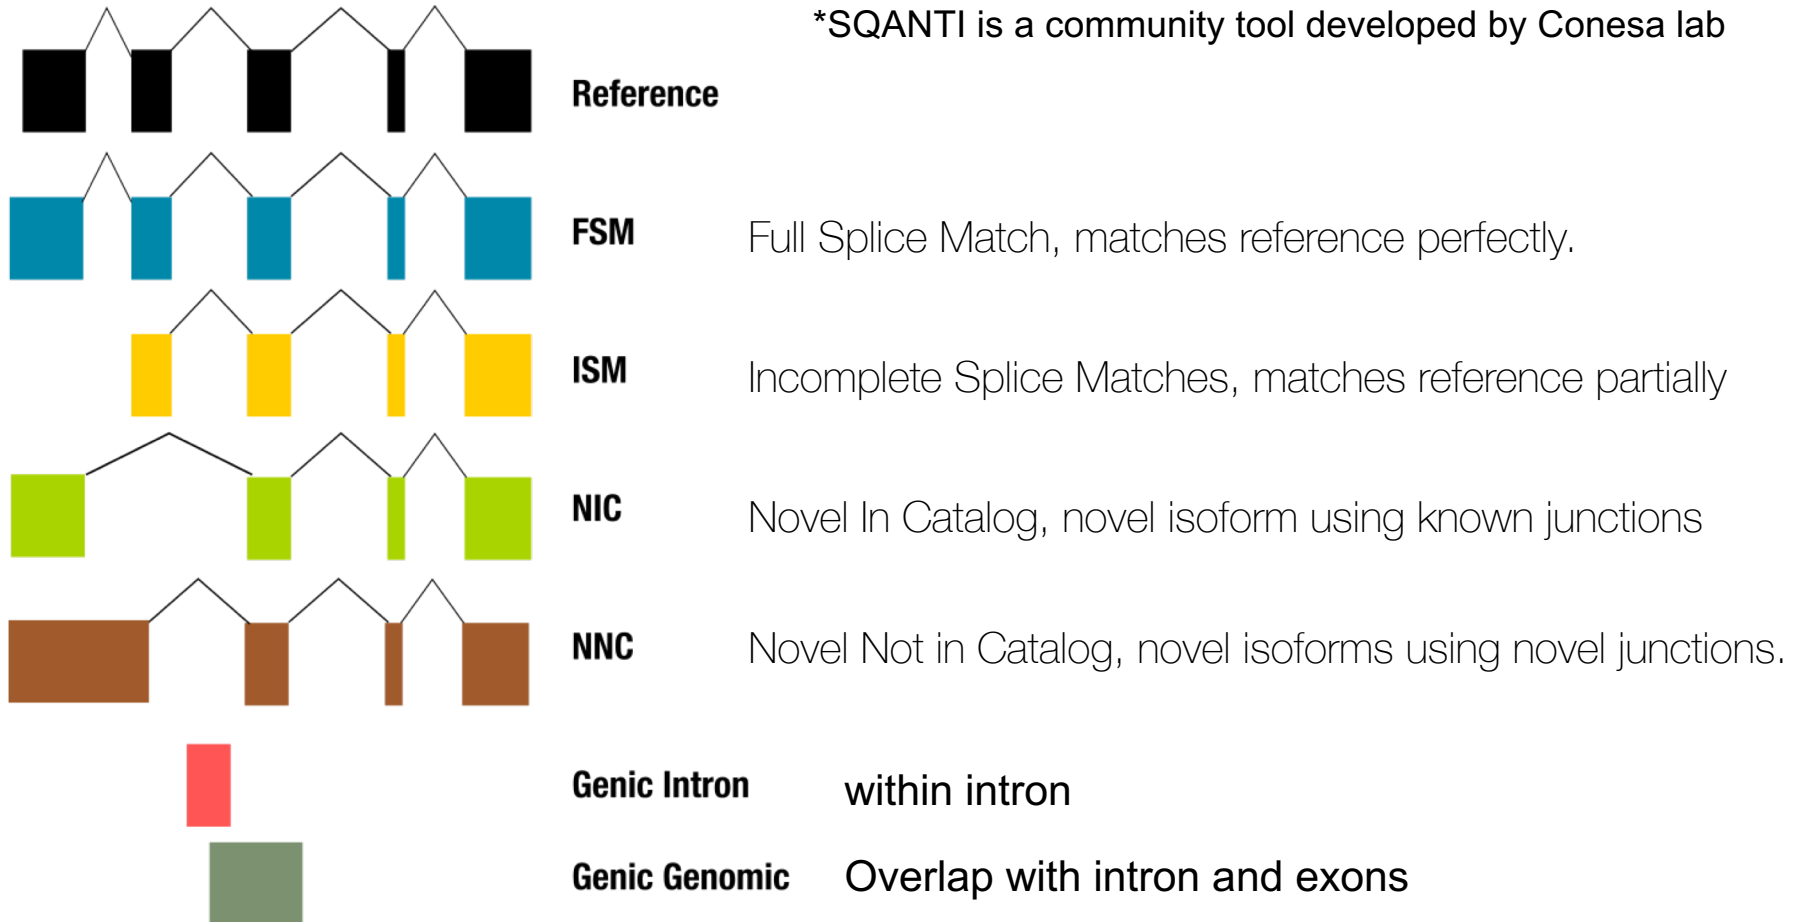 *SQANTI is a community tool developed by Conesa lab
Reference
FSM Full Splice Match, matches reference perfectly.
ISM Incomplete Splice Matches, matches reference partially
NIC Novel In Catalog, novel isoform using known junctions
NNC Novel Not in Catalog, novel isoforms using novel junctions.
Genic Intron within intron
Genic Genomic Overlap with intron and exons